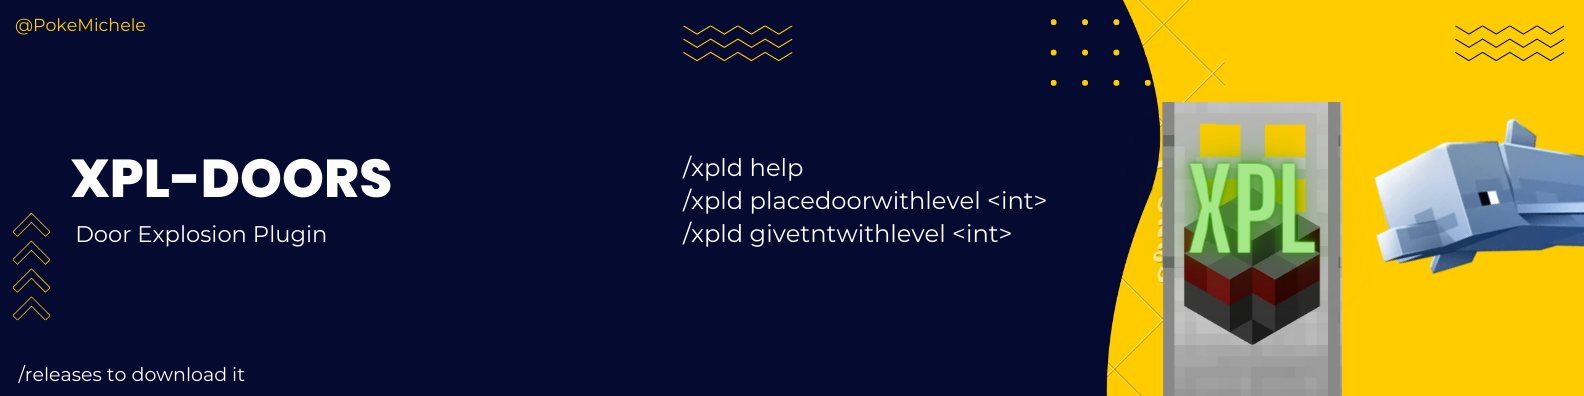 @PokeMichele
XPL-DOORS
Door Explosion Plugin
/xpld help
/xpld placedoorwithlevel <int>
/xpld givetntwithlevel <int>
XPL
/releases to download it